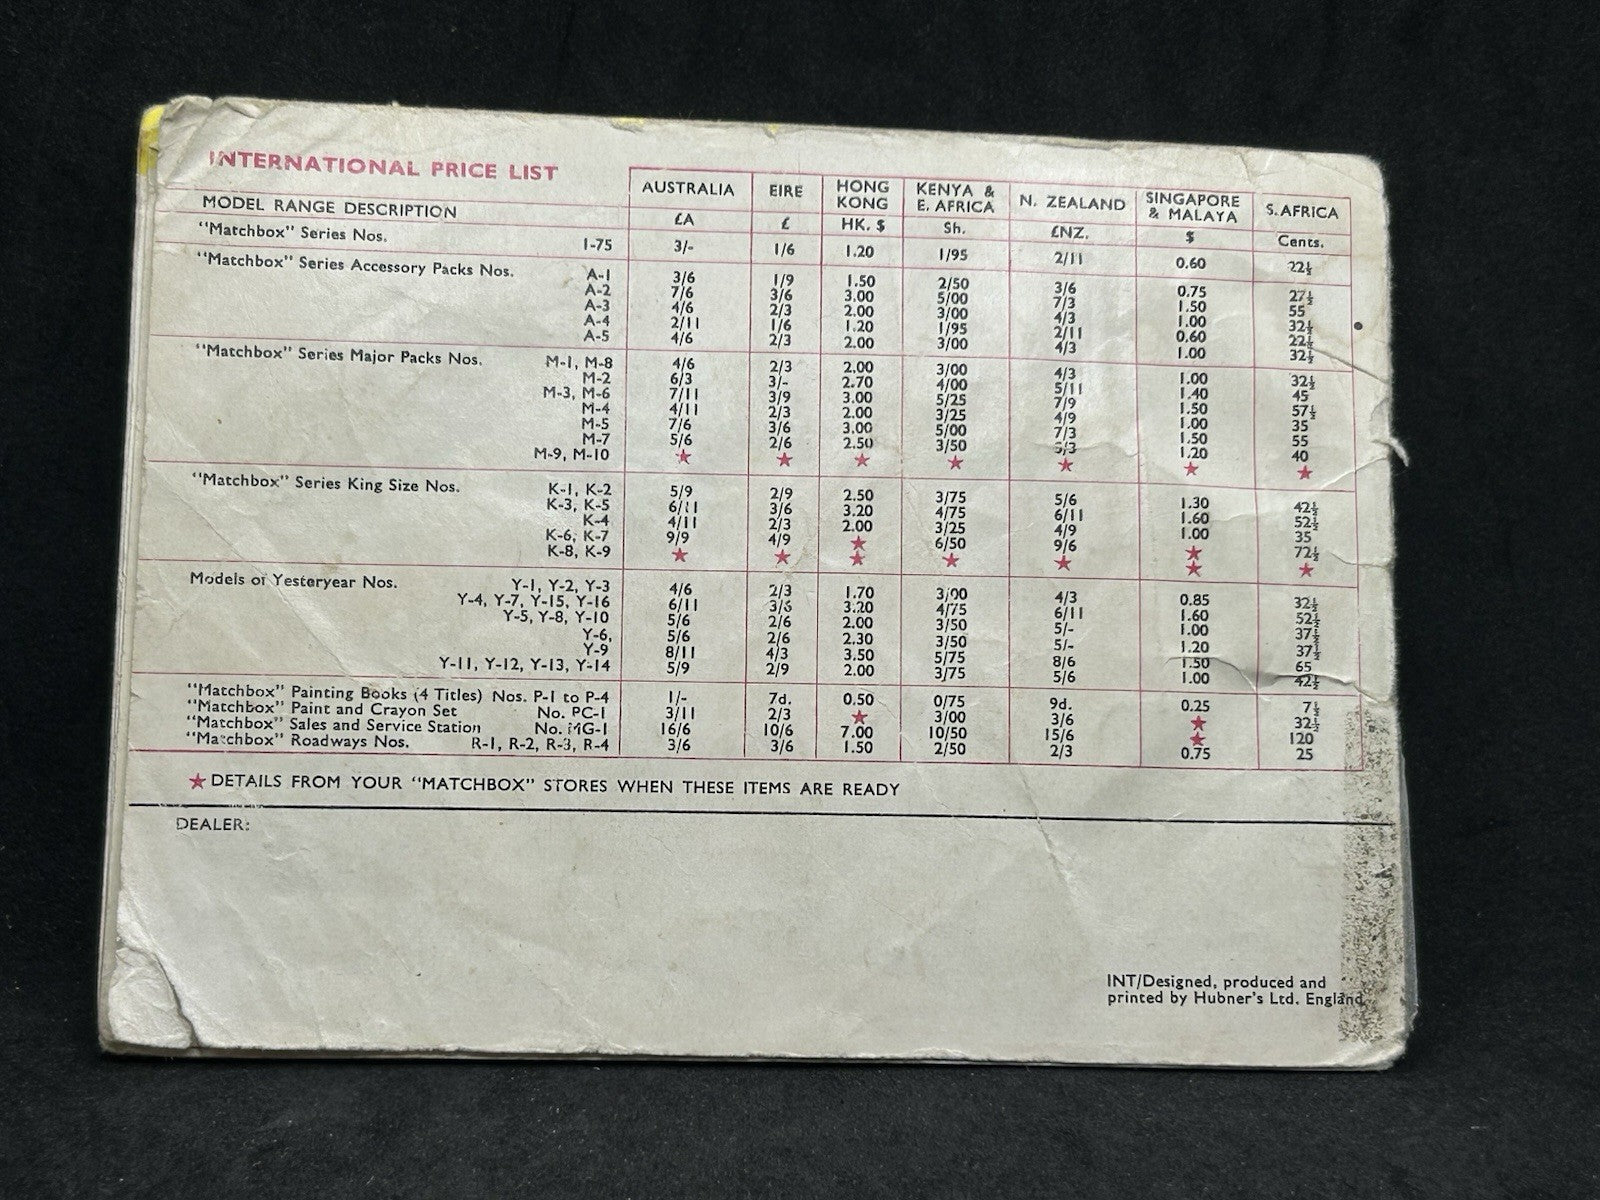 INTERNATIONAL PRICE LIST
MODEL RANGE DESCRIPTION AUSTRALIA EIRE HONG KONG KENYA & E. AFRICA N. ZEALAND SINGAPORE & MALAYA S. AFRICA
£A £ HK. $ Sh. £NZ. $ Cents.
"Matchbox" Series Nos. 1-75 3/- 1/6 1.20 1/95 2/11 0.60 22½
"Matchbox" Series Accessory Packs Nos. A-1 3/6 1/9 1.50 2/50 3/6 0.75 27½
A-2 7/6 3/6 3.00 5/00 7/3 1.50 55
A-3 4/6 2/3 2.00 3/00 4/3 1.00 32½
A-4 2/11 1/6 1.20 1/95 2/11 0.60 22½
A-5 4/6 2/3 2.00 3/00 4/3 1.00 32½
"Matchbox" Series Major Packs Nos. M-1, M-8 4/6 2/3 2.00 3/00 4/3 1.00 32½
M-2 6/3 3/- 2.70 4/00 5/11 1.40 45
M-3, M-6 7/11 3/9 3.00 5/25 7/9 1.50 57½
M-4 4/11 2/3 2.00 3/25 4/9 1.00 35
M-5 7/6 3/6 3.00 5/00 7/3 1.50 55
M-7 5/6 2/6 2.50 3/50 5/3 1.20 40
M-9, M-10 ★ ★ ★ ★ ★ ★ ★
"Matchbox" Series King Size Nos. K-1, K-2 5/9 2/9 2.50 3/75 5/6 1.30 42½
K-3, K-5 6/11 3/6 3.20 4/75 6/11 1.60 52½
K-4 4/11 2/3 2.00 3/25 4/9 1.00 35
K-6, K-7 9/9 4/9 ★ 6/50 9/6 ★ 72½
K-8, K-9 ★ ★ ★ ★ ★ ★ ★
Models of Yesteryear Nos. Y-1, Y-2, Y-3 4/6 2/3 1.70 3/00 4/3 0.85 32½
Y-4, Y-7, Y-15, Y-16 6/11 3/6 3.20 4/75 6/11 1.60 52½
Y-5, Y-8, Y-10 5/6 2/6 2.00 3/50 5/- 1.00 37½
Y-6, 5/6 2/6 2.30 3/50 5/- 1.20 37½
Y-9 8/11 4/3 3.50 5/75 8/6 1.50 65
Y-11, Y-12, Y-13, Y-14 5/9 2/9 2.00 3/75 5/6 1.00 42½
"Matchbox" Painting Books (4 Titles) Nos. P-1 to P-4 1/- 7d. 0.50 0/75 9d. 0.25 7½
"Matchbox" Paint and Crayon Set No. PC-1 3/11 2/3 ★ 3/00 3/6 ★ 32½
"Matchbox" Sales and Service Station No. MG-1 16/6 10/6 7.00 10/50 15/6 ★ 120
"Matchbox" Roadways Nos. R-1, R-2, R-3, R-4 3/6 3/6 1.50 2/50 2/3 0.75 25
★ DETAILS FROM YOUR "MATCHBOX" STORES WHEN THESE ITEMS ARE READY
DEALER:
INT/Designed, produced and
printed by Hubner's Ltd. England